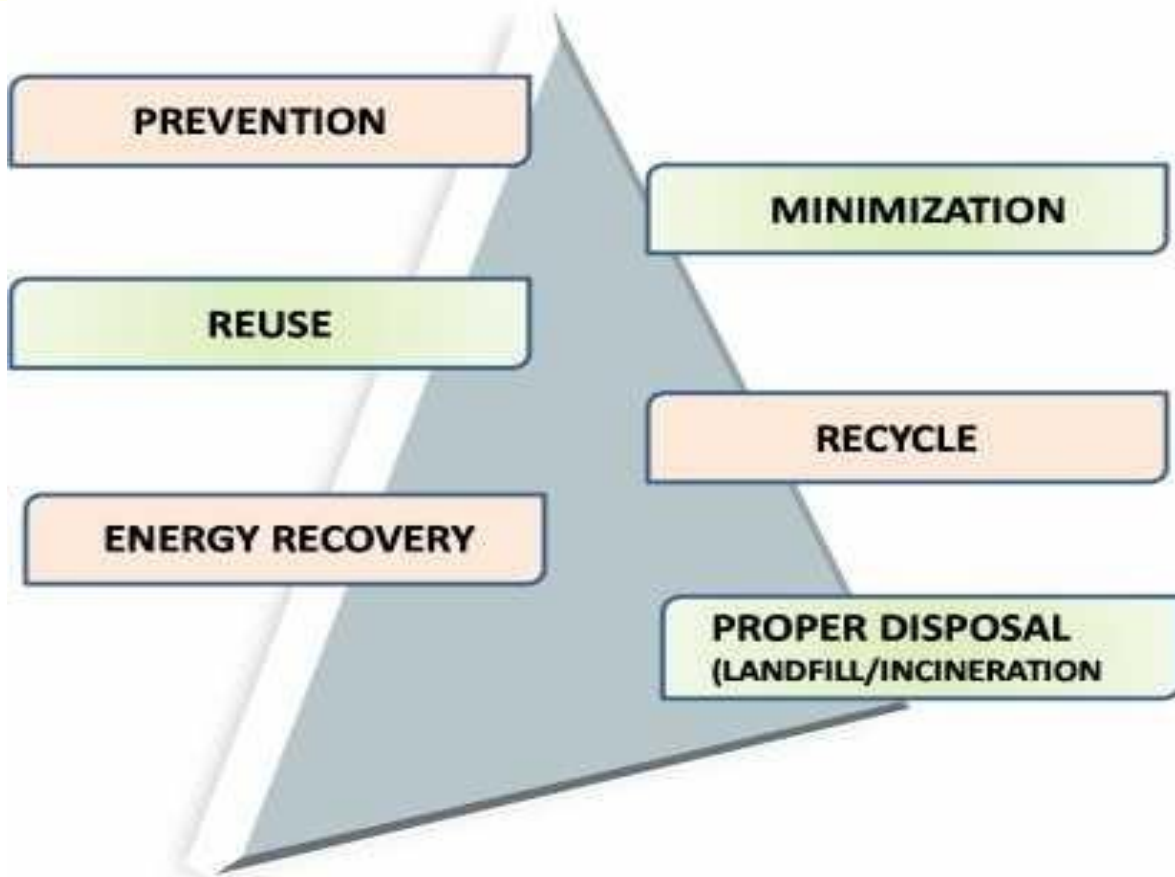 PREVENTION
MINIMIZATION
REUSE
RECYCLE
ENERGY RECOVERY
PROPER DISPOSAL
(LANDFILL/INCINERATION